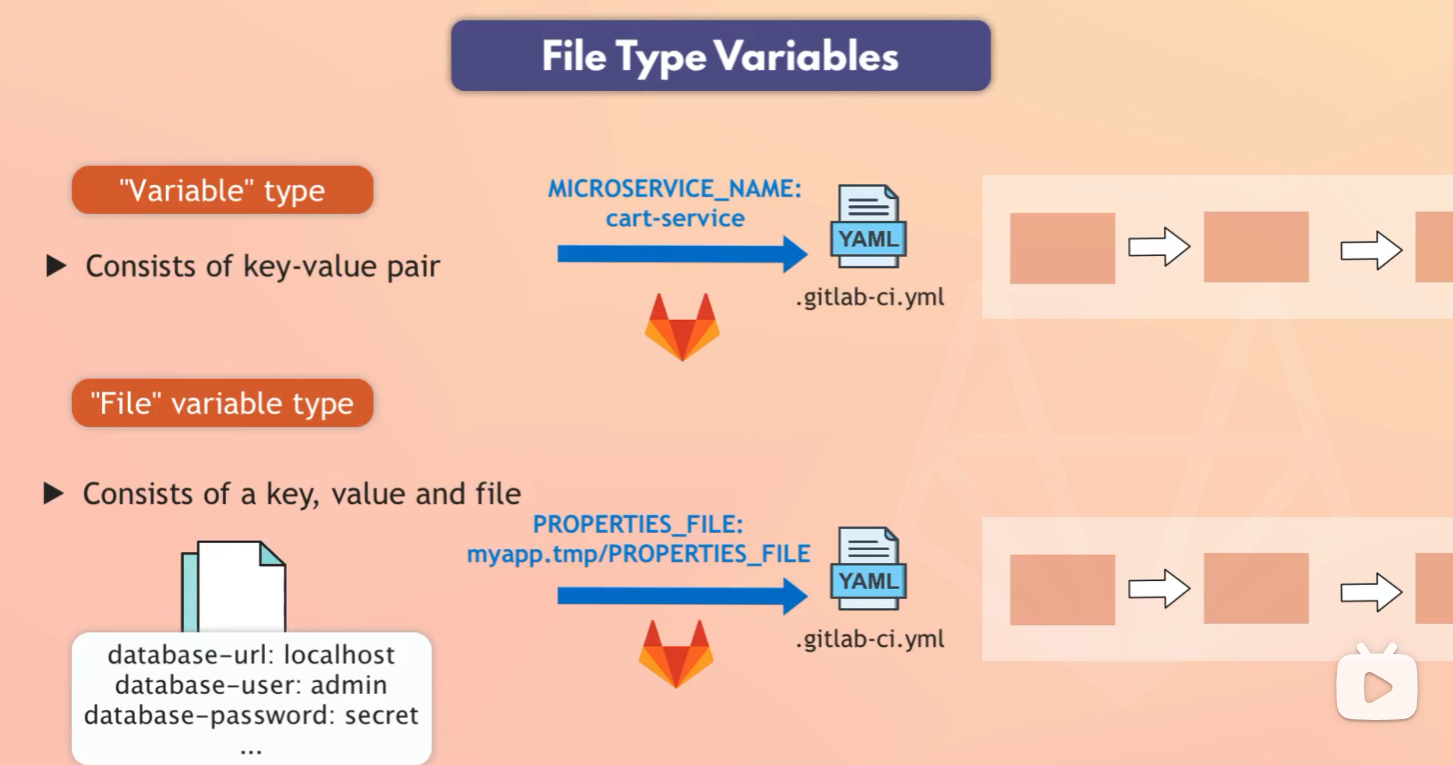 File Type Variables
"Variable" type
Consists of key-value pair
MICROSERVICE_NAME:
cart-service
YAML
.gitlab-ci.yml
"File" variable type
Consists of a key, value and file
PROPERTIES_FILE:
myapp.tmp/PROPERTIES_FILE
YAML
.gitlab-ci.yml
database-url: localhost
database-user: admin
database-password: secret
...